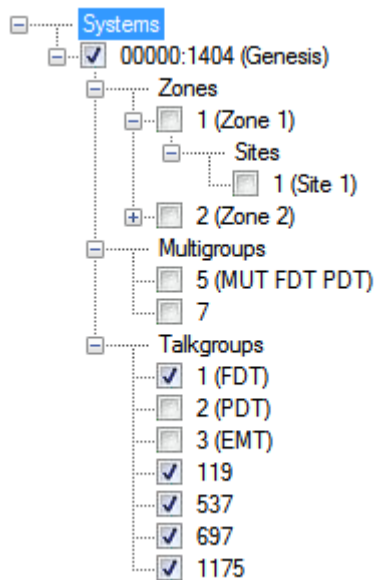 Systems
00000:1404 (Genesis)
Zones
1 (Zone 1)
Sites
1 (Site 1)
2 (Zone 2)
Multigroups
5 (MUT FDT PDT)
7
Talkgroups
1 (FDT)
2 (PDT)
3 (EMT)
119
537
697
1175